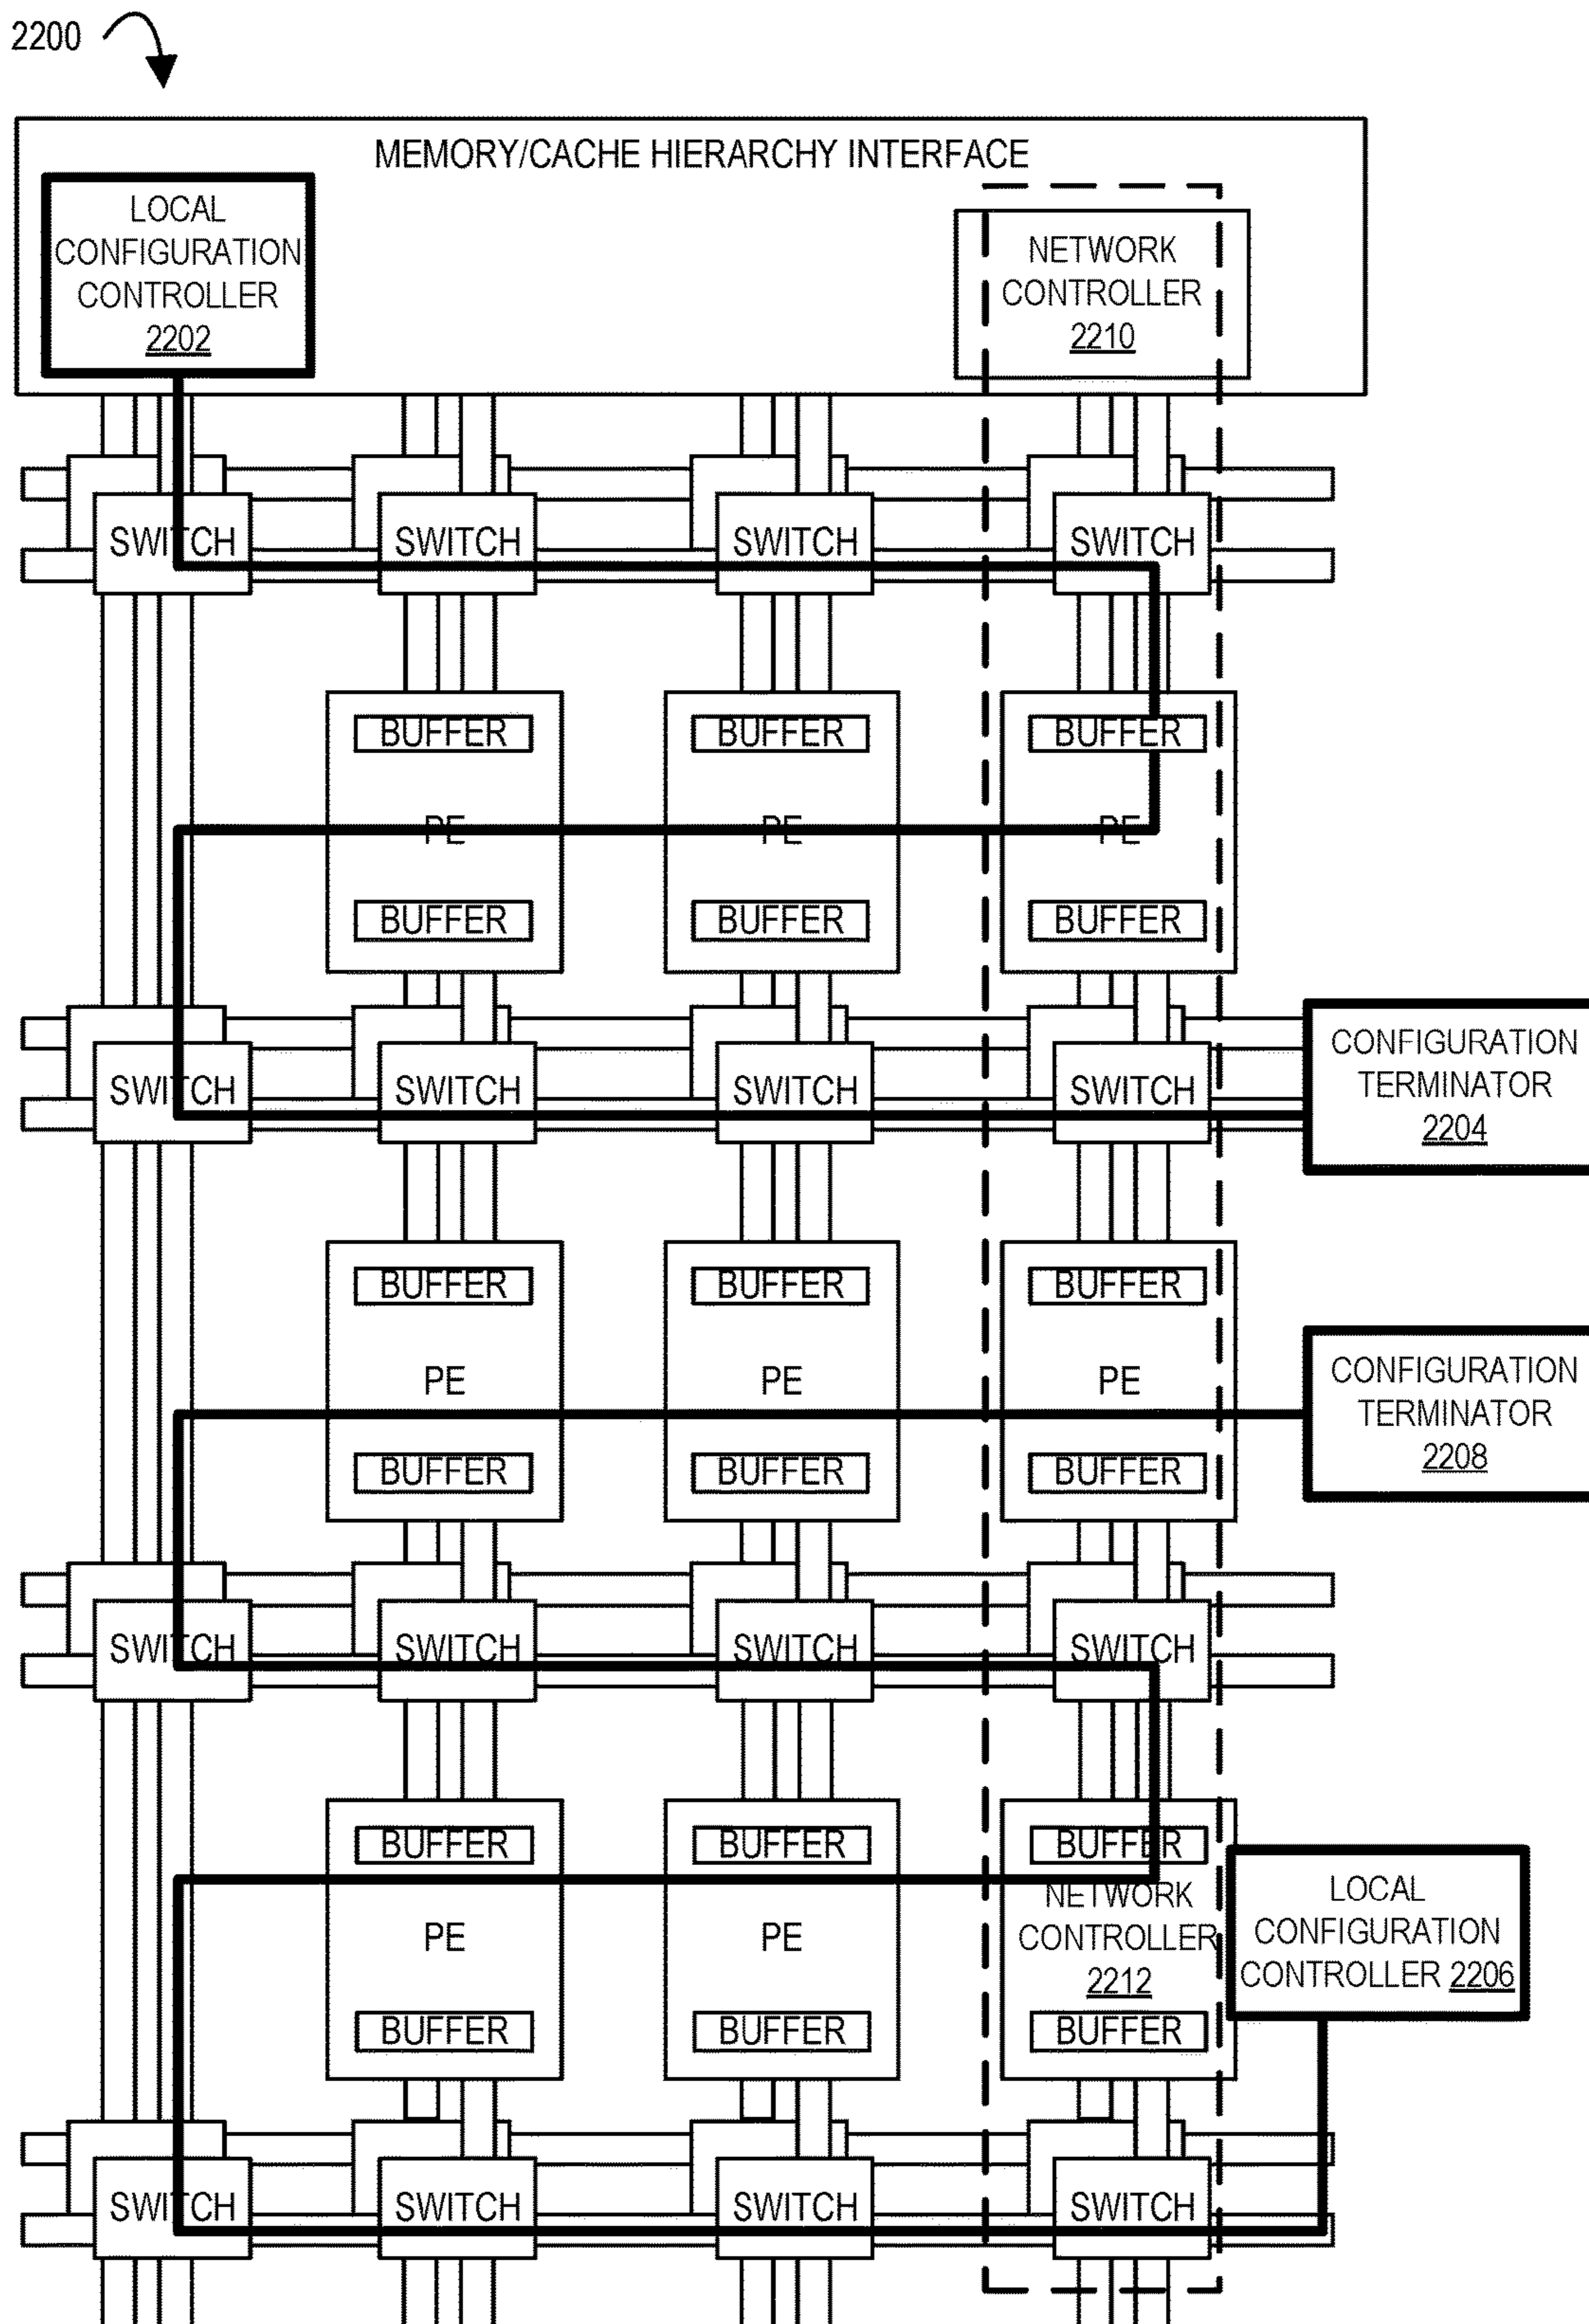 2200
MEMORY/CACHE HIERARCHY INTERFACE
LOCAL
CONFIGURATION
CONTROLLER
2202
NETWORK
CONTROLLER
2210
SWITCH SWITCH SWITCH SWITCH
BUFFER BUFFER BUFFER
PE PE PE
BUFFER BUFFER BUFFER
SWITCH SWITCH SWITCH SWITCH
CONFIGURATION
TERMINATOR
2204
BUFFER BUFFER BUFFER
PE PE PE
BUFFER BUFFER BUFFER
CONFIGURATION
TERMINATOR
2208
SWITCH SWITCH SWITCH SWITCH
BUFFER BUFFER BUFFER
PE PE
NETWORK
CONTROLLER
2212
BUFFER BUFFER BUFFER
LOCAL
CONFIGURATION
CONTROLLER 2206
SWITCH SWITCH SWITCH SWITCH